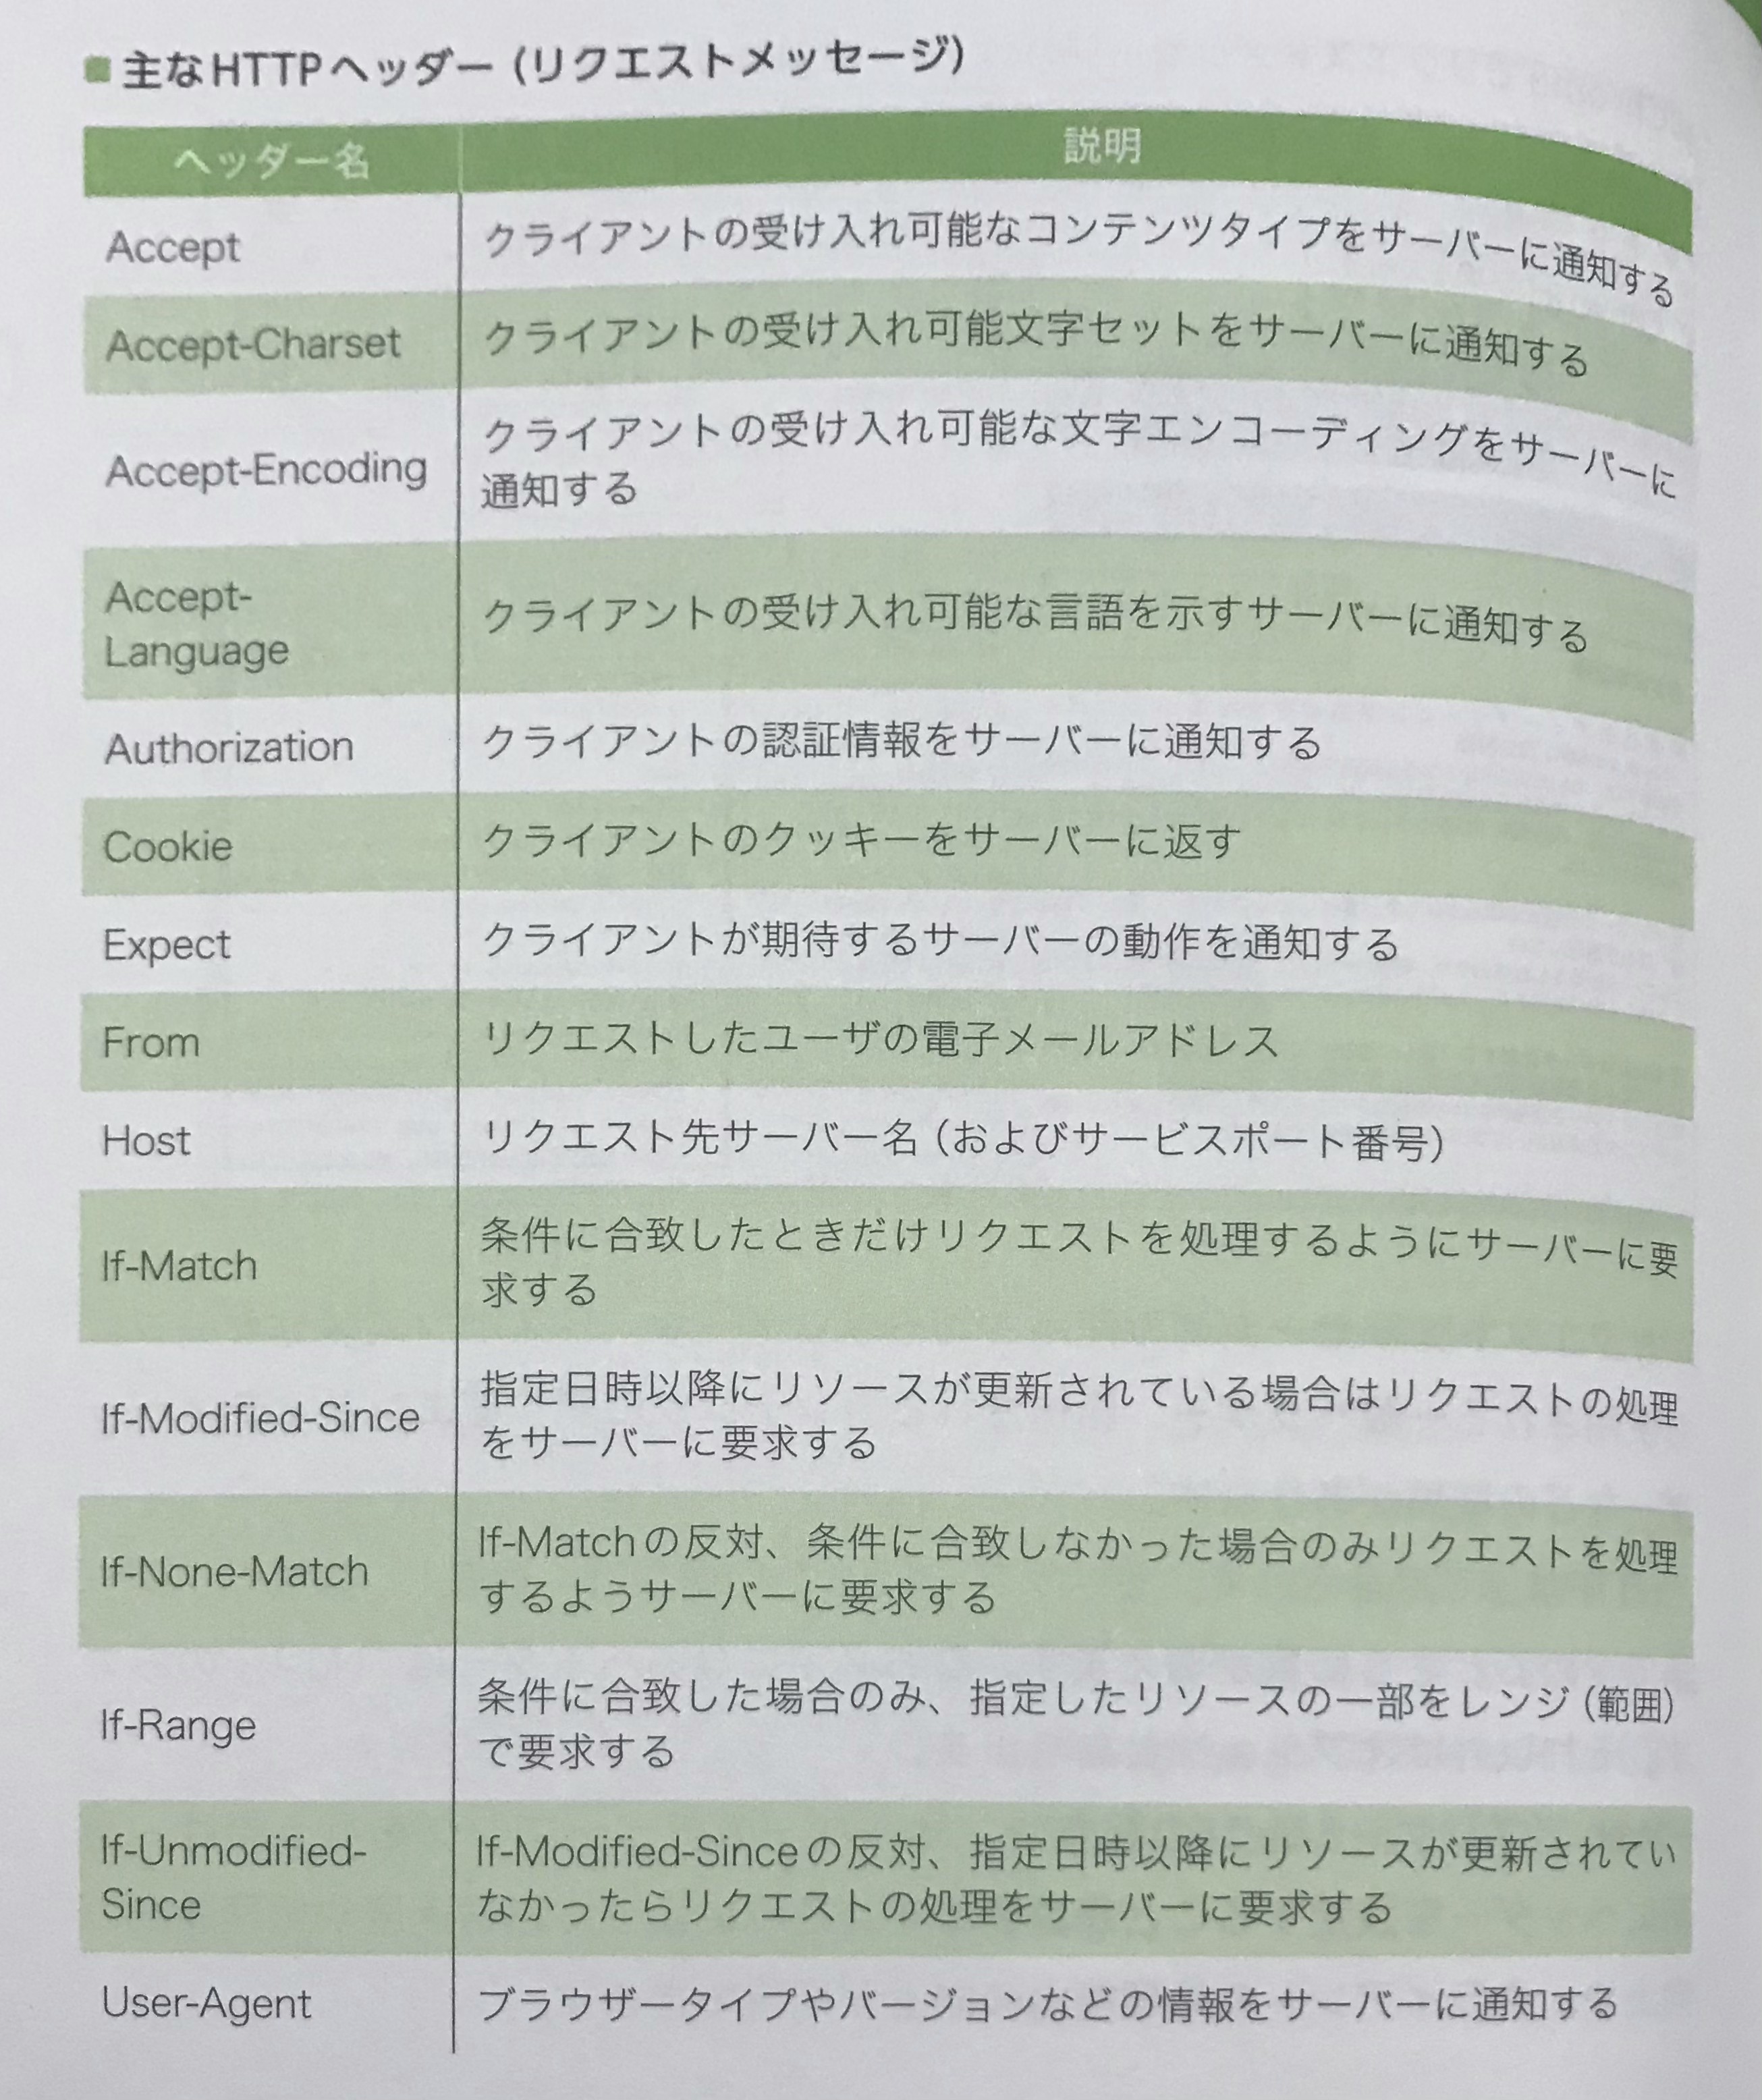 ■主なHTTPヘッダー(リクエストメッセージ)
ヘッダー名 説明
Accept クライアントの受け入れ可能なコンテンツタイプをサーバーに通知する
Accept-Charset クライアントの受け入れ可能文字セットをサーバーに通知する
Accept-Encoding クライアントの受け入れ可能な文字エンコーディングをサーバーに
通知する
Accept-
Language
クライアントの受け入れ可能な言語を示すサーバーに通知する
Authorization クライアントの認証情報をサーバーに通知する
Cookie クライアントのクッキーをサーバーに返す
Expect クライアントが期待するサーバーの動作を通知する
From リクエストしたユーザの電子メールアドレス
Host リクエスト先サーバー名(およびサービスポート番号)
If-Match 条件に合致したときだけリクエストを処理するようにサーバーに要
求する
If-Modified-Since 指定日時以降にリソースが更新されている場合はリクエストの処理
をサーバーに要求する
If-None-Match If-Matchの反対、条件に合致しなかった場合のみリクエストを処理
するようサーバーに要求する
If-Range 条件に合致した場合のみ、指定したリソースの一部をレンジ(範囲)
で要求する
If-Unmodified-
Since
If-Modified-Sinceの反対、指定日時以降にリソースが更新されてい
なかったらリクエストの処理をサーバーに要求する
User-Agent ブラウザータイプやバージョンなどの情報をサーバーに通知する